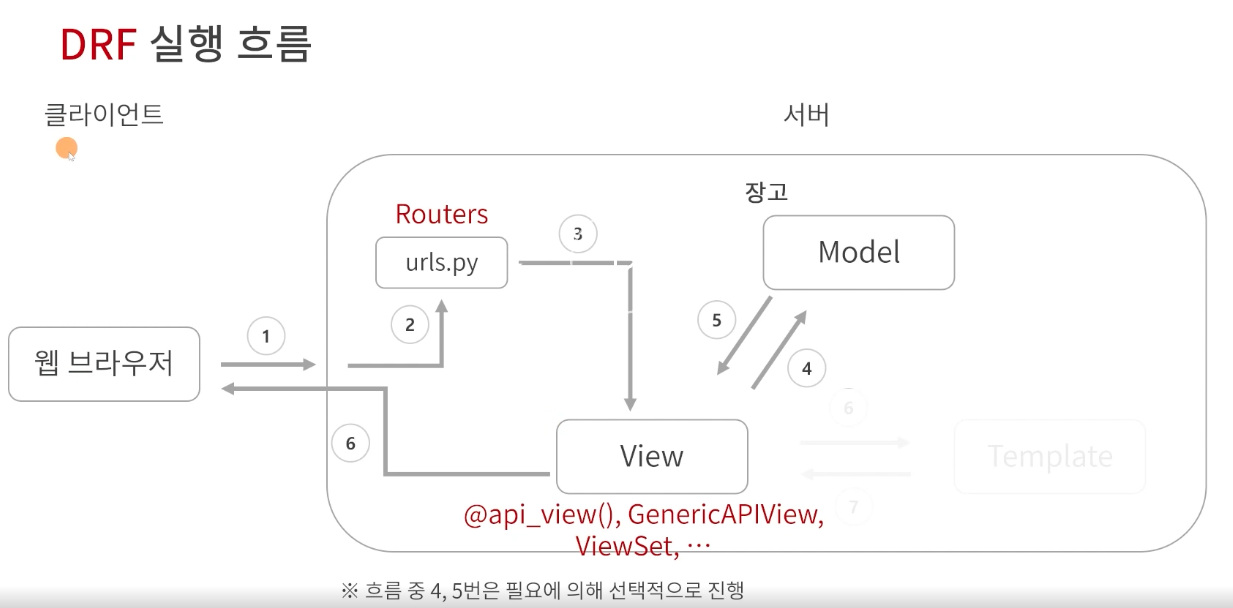 DRF 실행 흐름
클라이언트
서버
장고
Routers
urls.py
3
Model
2
1
5
4
웹 브라우저
6
6
View
Template
7
@api_view(), GenericAPIView,
ViewSet, ⋯
※ 흐름 중 4, 5번은 필요에 의해 선택적으로 진행